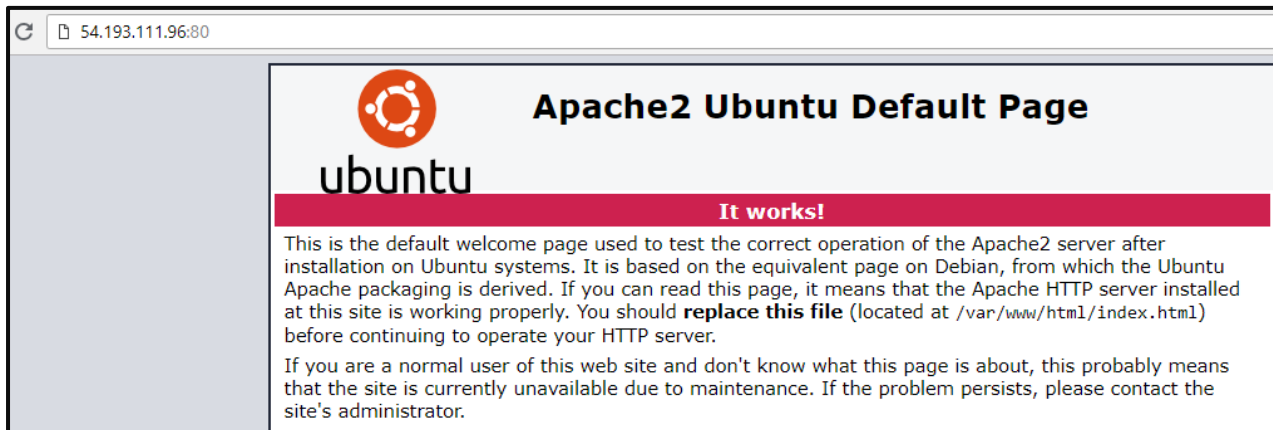 54.193.111.96:80
Apache2 Ubuntu Default Page
ubuntu
It works!
This is the default welcome page used to test the correct operation of the Apache2 server after
installation on Ubuntu systems. It is based on the equivalent page on Debian, from which the Ubuntu
Apache packaging is derived. If you can read this page, it means that the Apache HTTP server installed
at this site is working properly. You should replace this file (located at /var/www/html/index.html)
before continuing to operate your HTTP server.
If you are a normal user of this web site and don't know what this page is about, this probably means
that the site is currently unavailable due to maintenance. If the problem persists, please contact the
site's administrator.